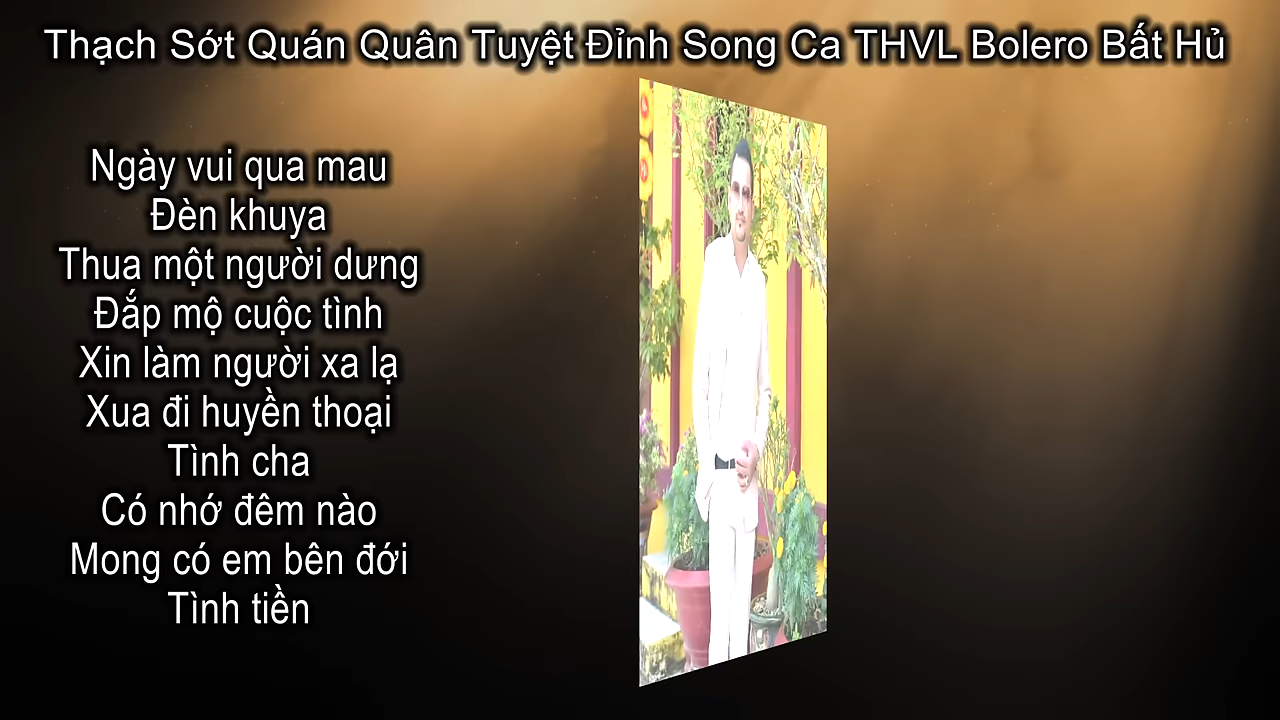 Thạch Sớt Quán Quân Tuyệt Đỉnh Song Ca THVL Bolero Bất Hủ
Ngày vui qua mau
Đèn khuya
Thua một người dưng
Đắp mộ cuộc tình
Xin làm người xa lạ
Xua đi huyền thoại
Tình cha
Có nhớ đêm nào
Mong có em bên đới
Tình tiền